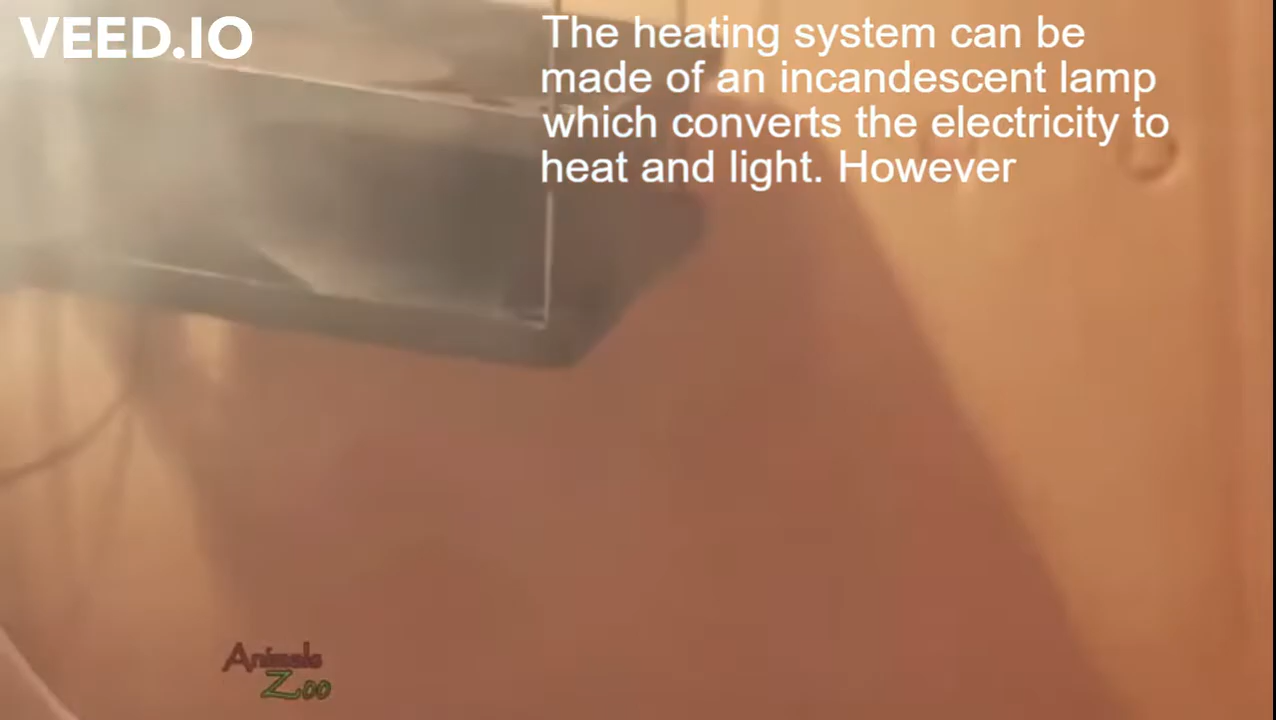 VEED.IO
The heating system can be
made of an incandescent lamp
which converts the electricity to
heat and light. However
Animals
Zoo